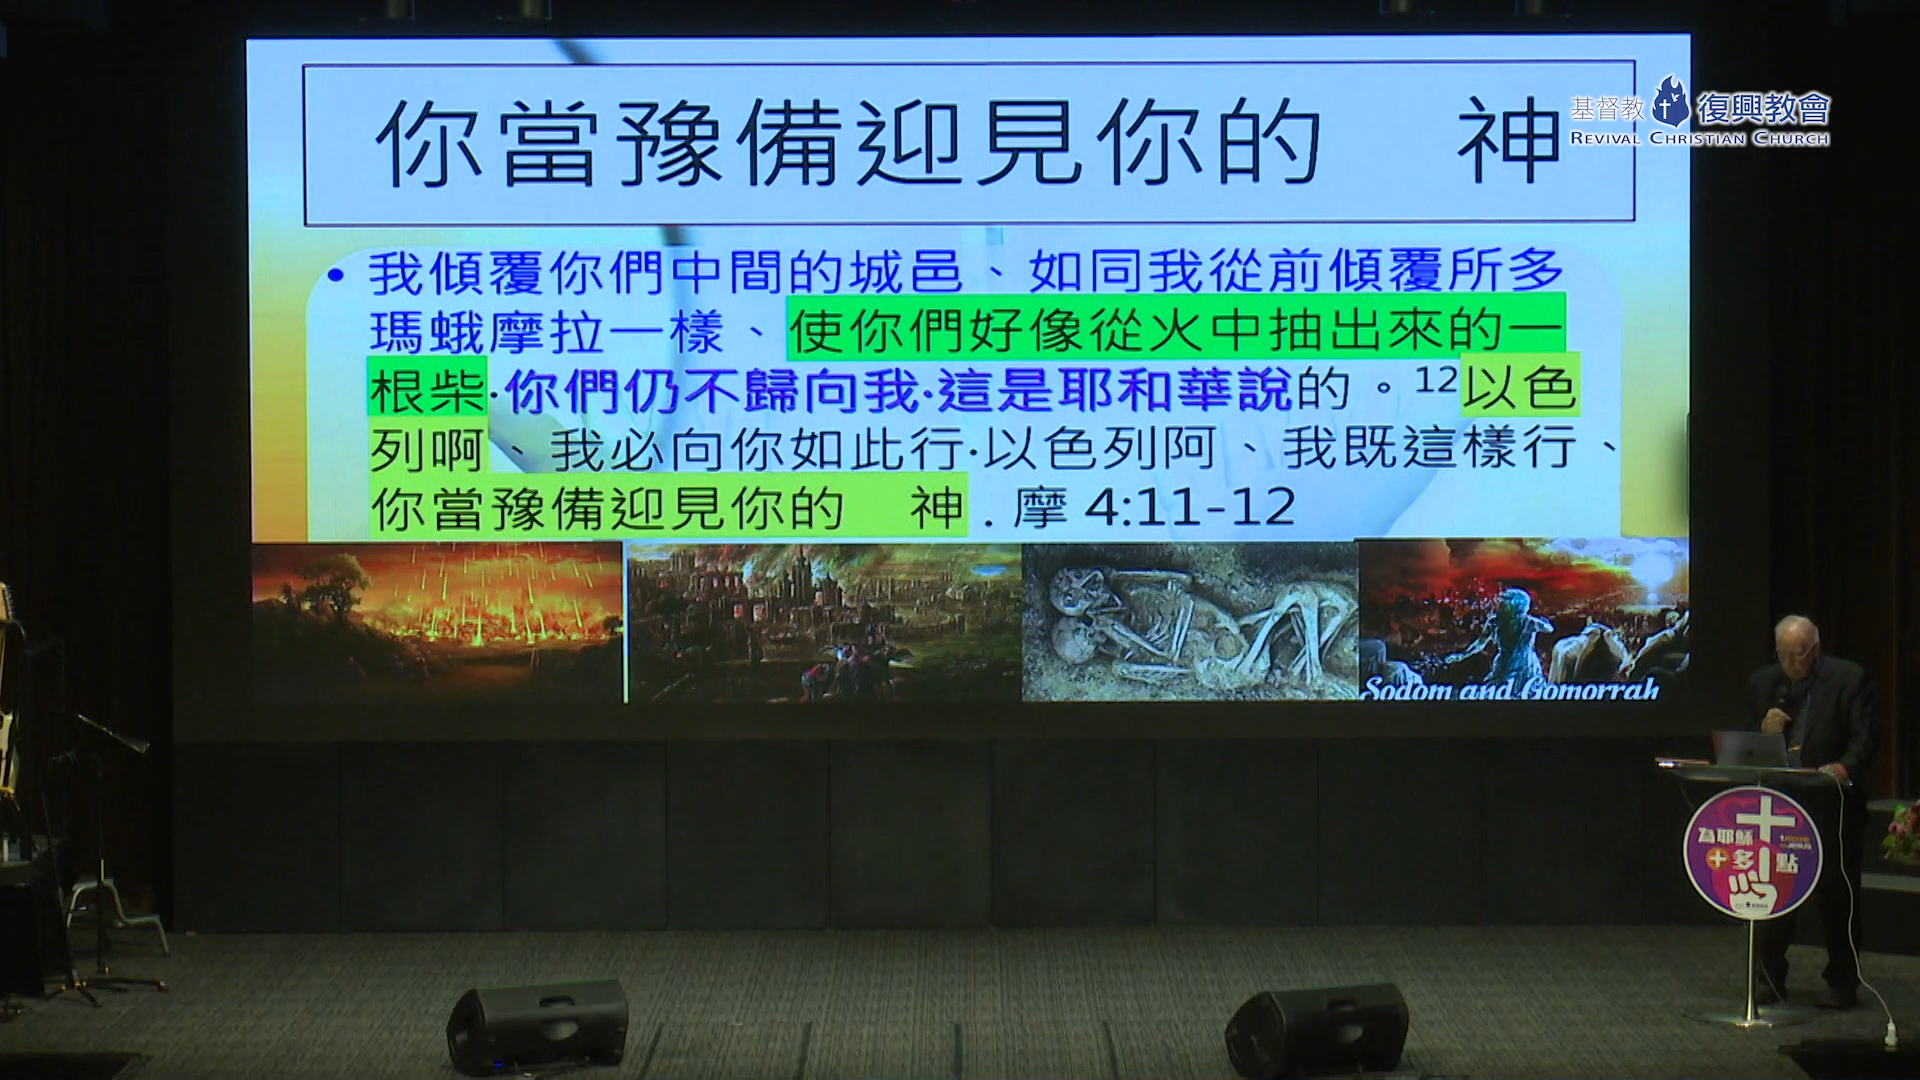 你當豫備迎見你的　神
基督教 復興教會
REVIVAL CHRISTIAN CHURCH
• 我傾覆你們中間的城邑、如同我從前傾覆所多
瑪蛾摩拉一樣、使你們好像從火中抽出來的一
根柴·你們仍不歸向我·這是耶和華說的。12以色
列啊、我必向你如此行·以色列阿、我既這樣行、
你當豫備迎見你的　神. 摩 4:11-12
Sodom and Gomorrah
為耶穌
+多 點